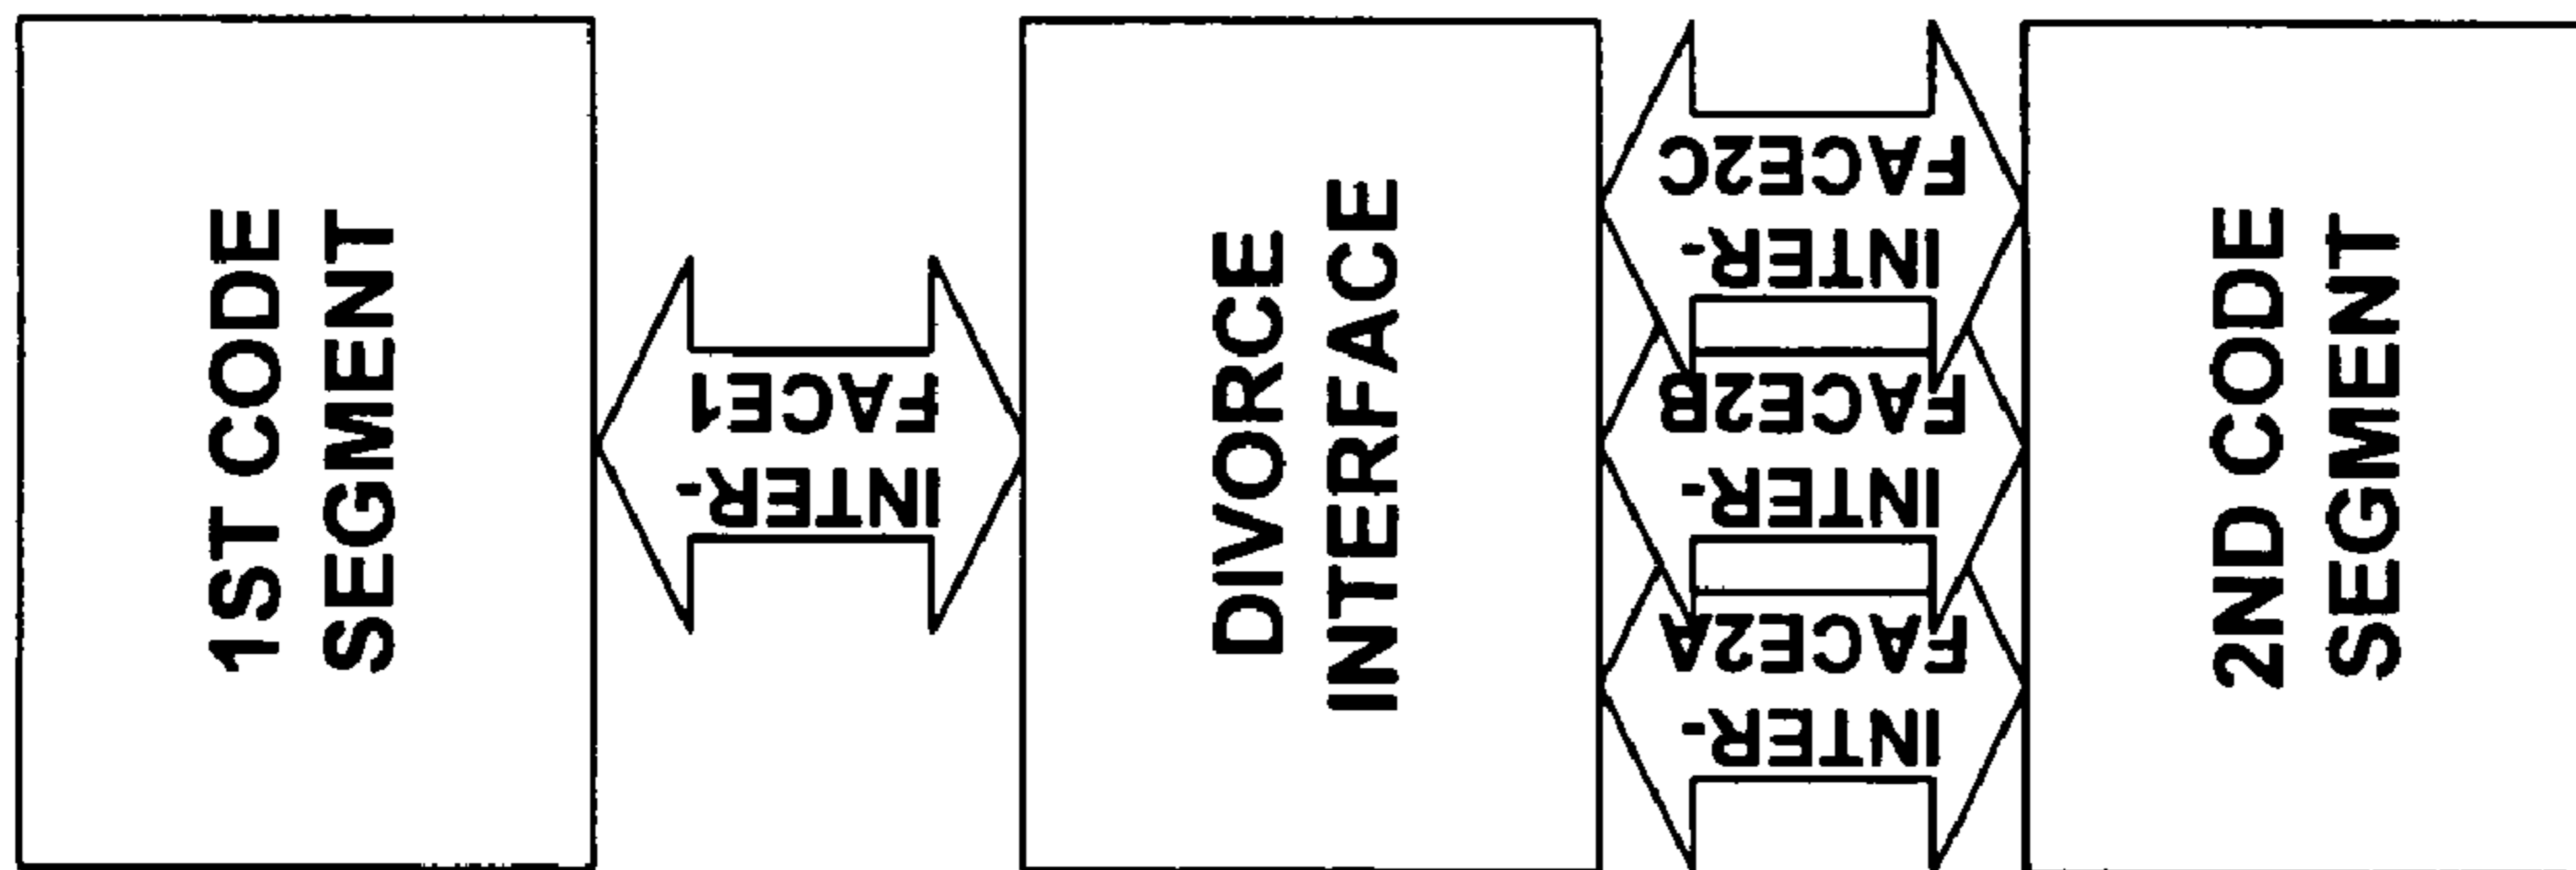 1ST CODE
SEGMENT
INTER-
FACE1
DIVORCE
INTERFACE
INTER-
FACE2A
INTER-
FACE2B
INTER-
FACE2C
2ND CODE
SEGMENT